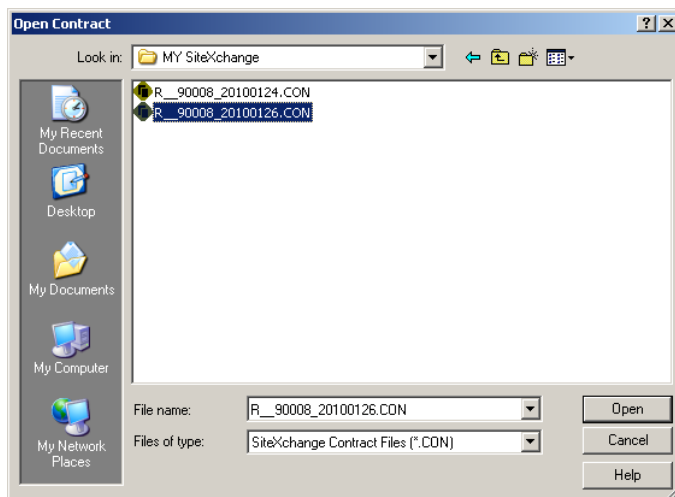 Open Contract
Look in: MY SiteXchange
R__90008_20100124.CON
R__90008_20100126.CON
My Recent
Documents
Desktop
My Documents
My Computer
My Network
Places
File name: R__90008_20100126.CON Open
Files of type: SiteXchange Contract Files (*.CON) Cancel
Help